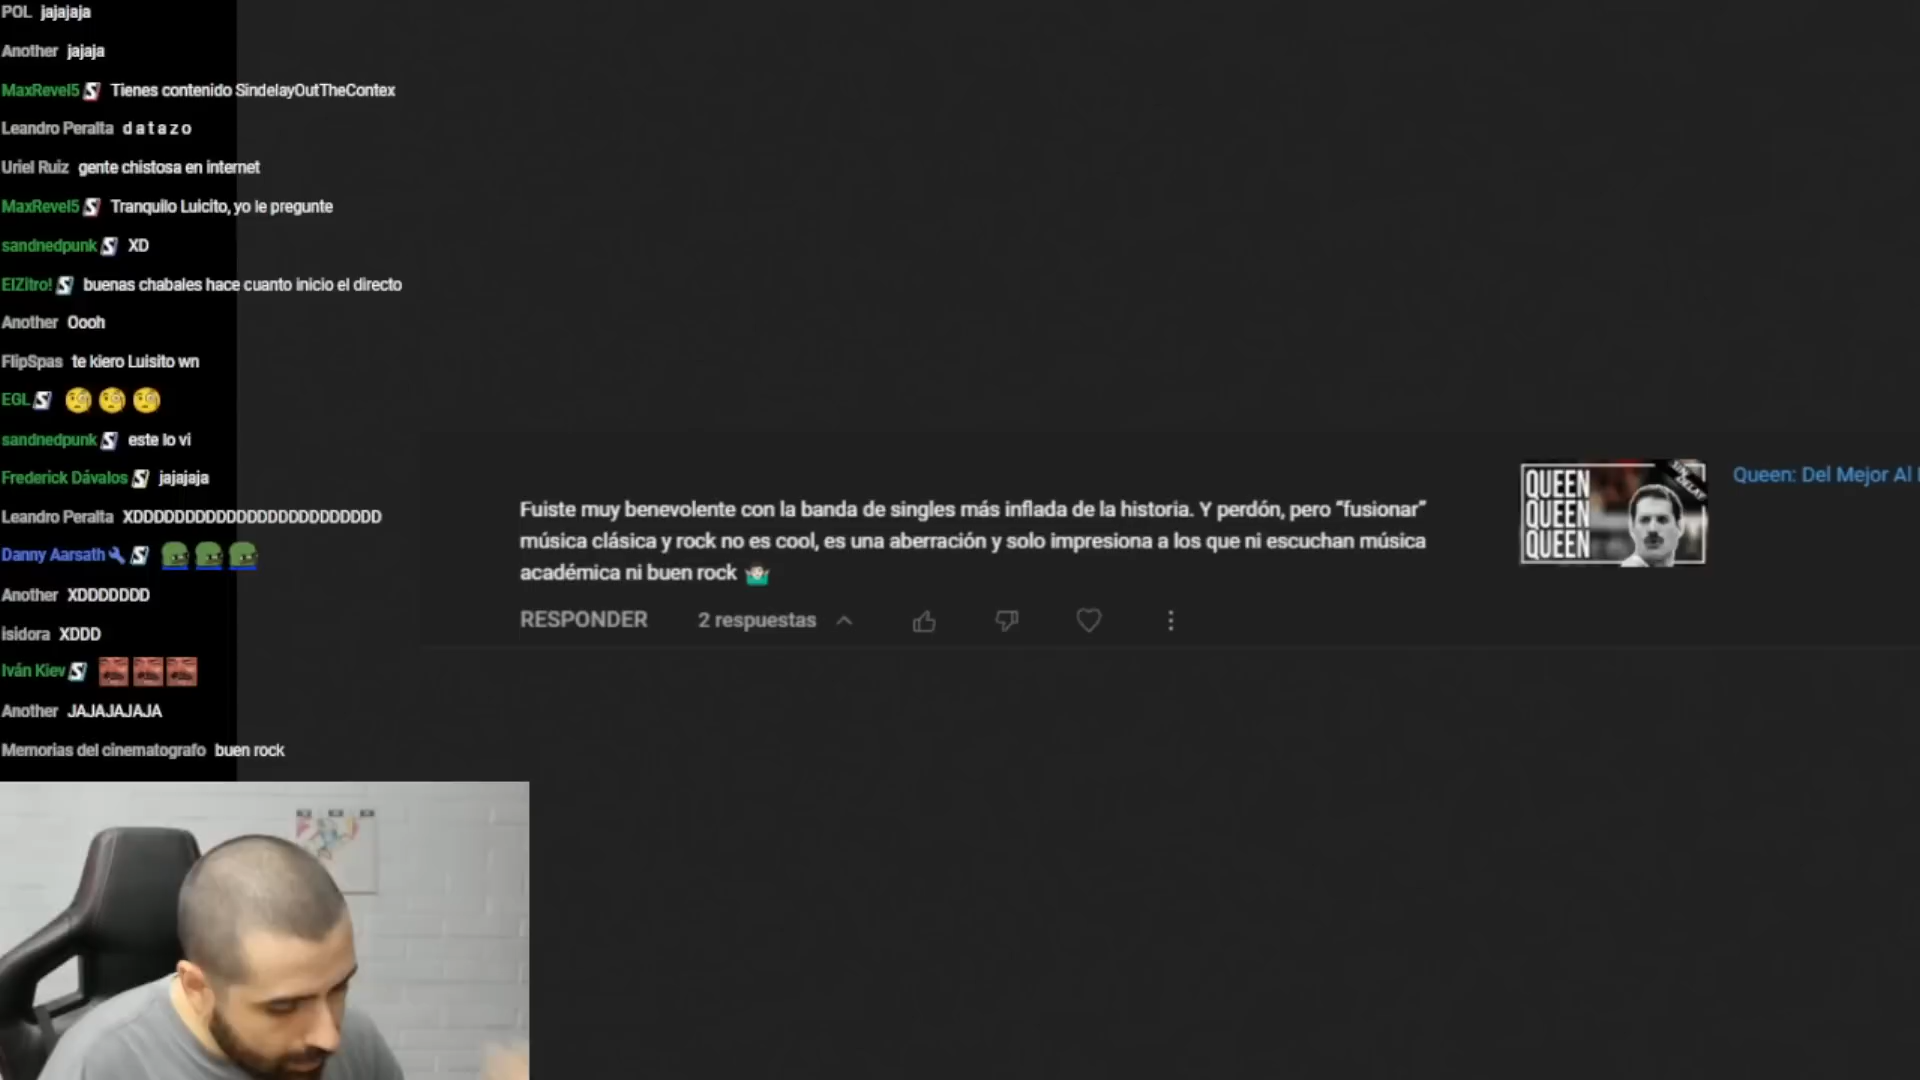 POL jajajaja
Another jajaja
MaxRevel5 S Tienes contenido SindelayOutTheContex
Leandro Peralta d a t a z o
Uriel Ruiz gente chistosa en internet
MaxRevel5 S Tranquilo Luicito, yo le pregunte
sandnedpunk S XD
ElZitro! S buenas chabales hace cuanto inicio el directo
Another Oooh
FlipSpas te kiero Luisito wn
EGL S 🧐 🧐 🧐
sandnedpunk S este lo vi
Frederick Dávalos S jajajaja
Leandro Peralta XDDDDDDDDDDDDDDDDDDDDDDDD
Danny Aarsath S
Another XDDDDDDD
isidora XDDD
Iván Kiev S
Another JAJAJAJAJA
Memorias del cinematografo buen rock
Fuiste muy benevolente con la banda de singles más inflada de la historia. Y perdón, pero “fusionar”
música clásica y rock no es cool, es una aberración y solo impresiona a los que ni escuchan música
académica ni buen rock 🤷🏻‍♂️
RESPONDER 2 respuestas
QUEEN
QUEEN
QUEEN
SIN DELAY
Queen: Del Mejor Al